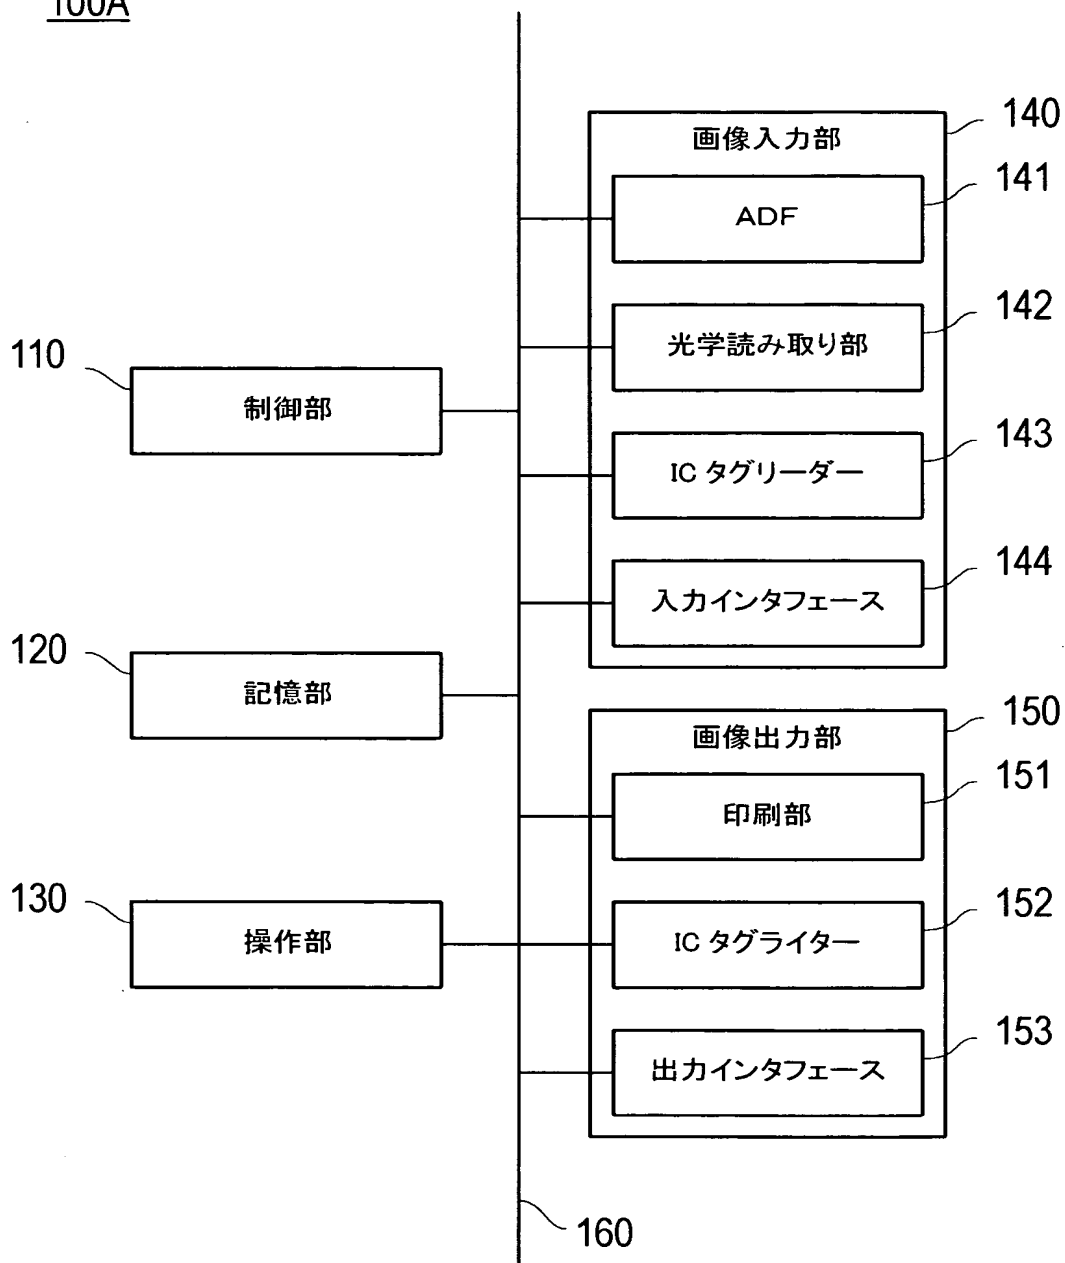 100A
140
画像入力部
141
ADF
142
光学読み取り部
110
制御部
143
IC タグリーダー
144
入力インタフェース
120
記憶部
150
画像出力部
151
印刷部
130
操作部
152
IC タグライター
153
出力インタフェース
160